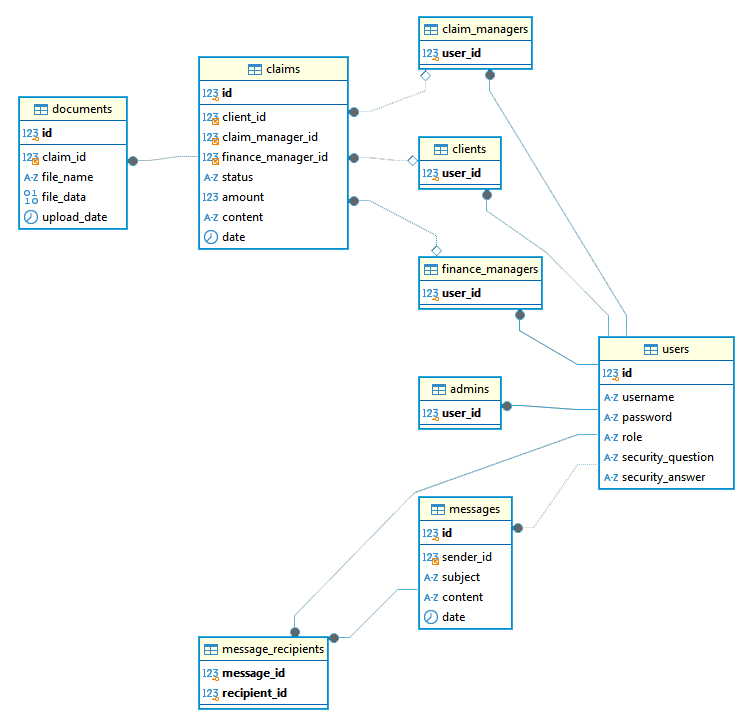 claim_managers
123 user_id
claims
123 id
123 client_id
123 claim_manager_id
123 finance_manager_id
A-Z status
123 amount
A-Z content
date
documents
123 id
123 claim_id
A-Z file_name
01 10 file_data
upload_date
clients
123 user_id
finance_managers
123 user_id
users
123 id
A-Z username
A-Z password
A-Z role
A-Z security_question
A-Z security_answer
admins
123 user_id
messages
123 id
123 sender_id
A-Z subject
A-Z content
date
message_recipients
123 message_id
123 recipient_id